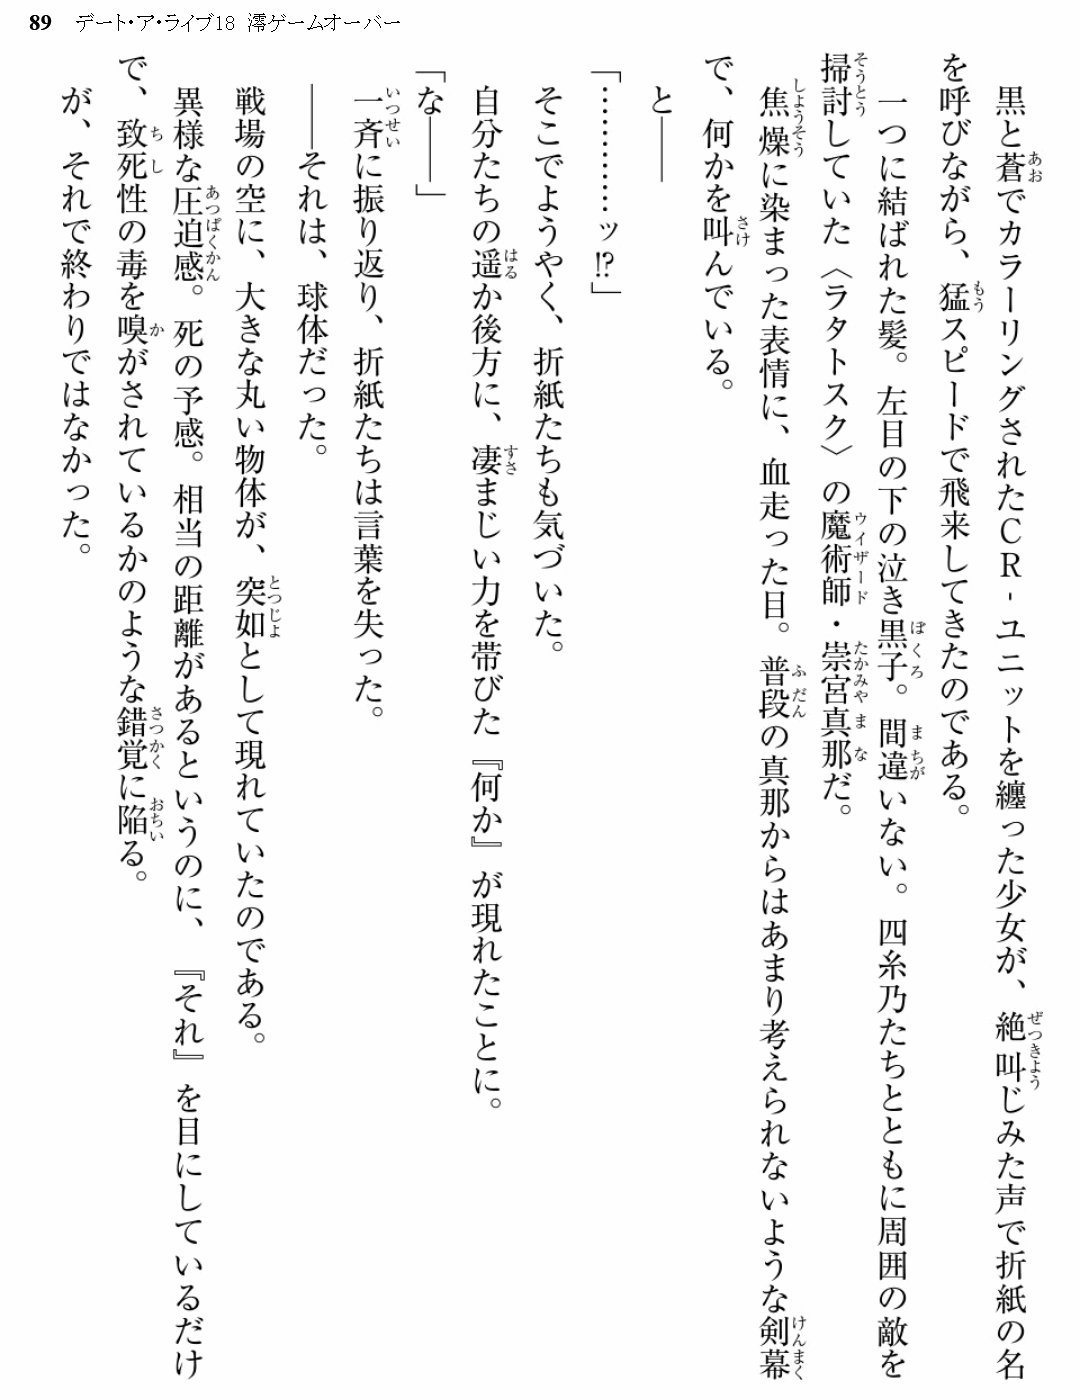 89 デート・ア・ライブ18 澪ゲームオーバー
黒と蒼でカラーリングされたCR-ユニットを纏った少女が、絶叫じみた声で折紙の名
を呼びながら、猛スピードで飛来してきたのである。
一つに結ばれた髪。左目の下の泣き黒子。間違いない。四糸乃たちとともに周囲の敵を
掃討していた〈ラタトスク〉の魔術師・崇宮真那だ。
焦燥に染まった表情に、血走った目。普段の真那からはあまり考えられないような剣幕
で、何かを叫んでいる。
と――
「…………ッ!?」
そこでようやく、折紙たちも気づいた。
自分たちの遥か後方に、凄まじい力を帯びた『何か』が現れたことに。
「な――」
一斉に振り返り、折紙たちは言葉を失った。
――それは、球体だった。
戦場の空に、大きな丸い物体が、突如として現れていたのである。
異様な圧迫感。死の予感。相当の距離があるというのに、『それ』を目にしているだけ
で、致死性の毒を嗅がされているかのような錯覚に陥る。
が、それで終わりではなかった。